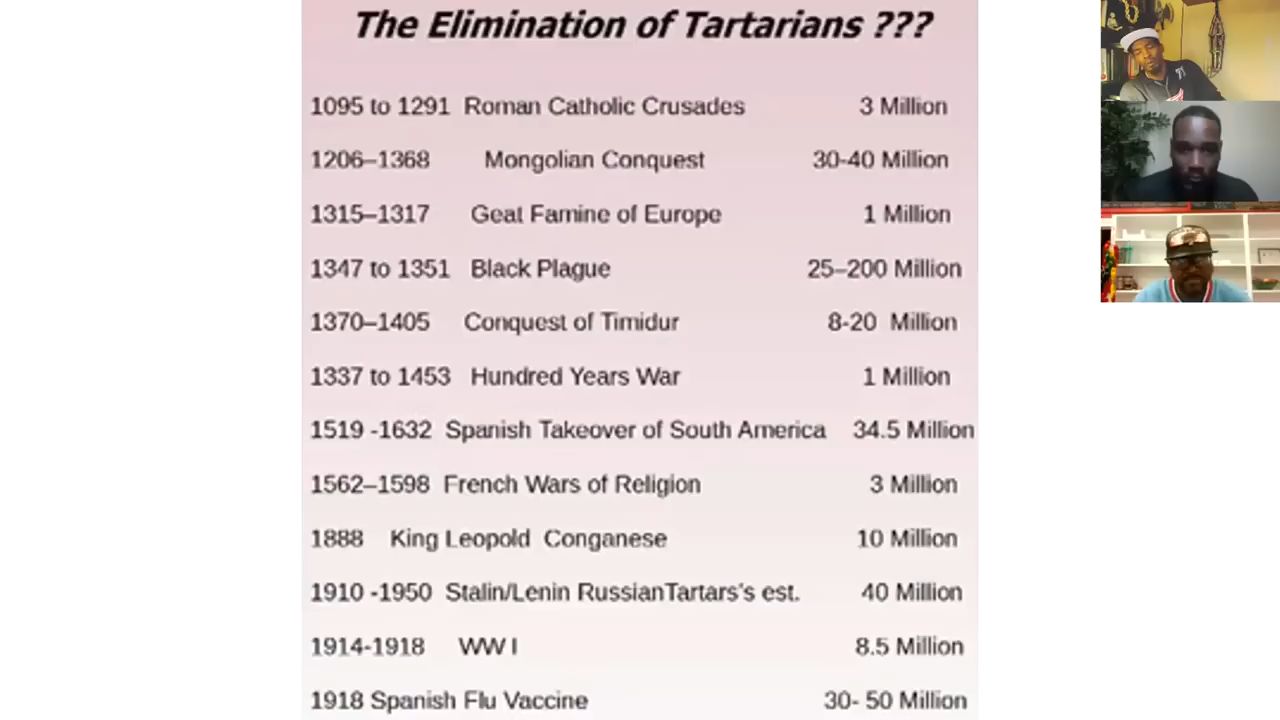 The Elimination of Tartarians ???
1095 to 1291 Roman Catholic Crusades 3 Million
1206–1368 Mongolian Conquest 30-40 Million
1315–1317 Geat Famine of Europe 1 Million
1347 to 1351 Black Plague 25–200 Million
1370–1405 Conquest of Timidur 8-20 Million
1337 to 1453 Hundred Years War 1 Million
1519 -1632 Spanish Takeover of South America 34.5 Million
1562–1598 French Wars of Religion 3 Million
1888 King Leopold Conganese 10 Million
1910 -1950 Stalin/Lenin RussianTartars's est. 40 Million
1914-1918 WW I 8.5 Million
1918 Spanish Flu Vaccine 30- 50 Million